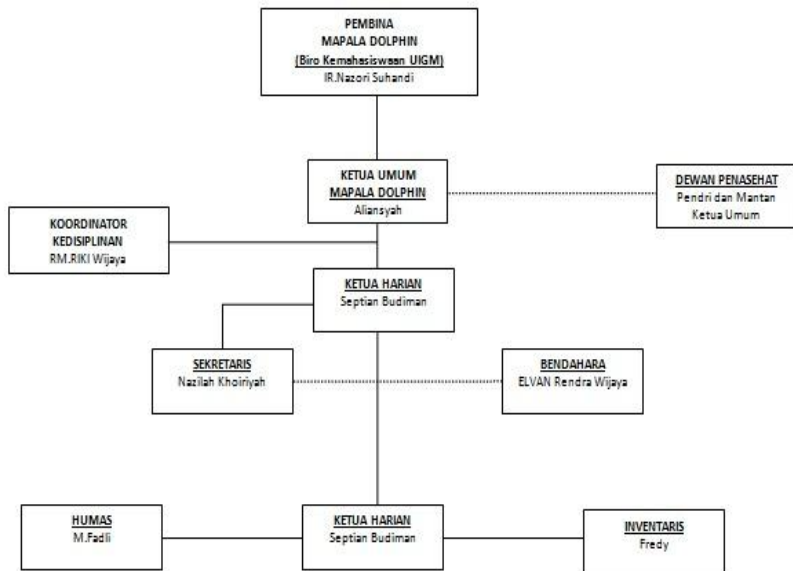 PEMBINA
MAPALA DOLPHIN
(Biro Kemahasiswaan UIGM)
IR.Nazori Suhandi
KETUA UMUM
MAPALA DOLPHIN
Aliansyah
DEWAN PENASEHAT
Pendri dan Mantan
Ketua Umum
KOORDINATOR
KEDISIPLINAN
RM.RIKI Wijaya
KETUA HARIAN
Septian Budiman
SEKRETARIS
Nazilah Khoiriyah
BENDAHARA
ELVAN Rendra Wijaya
HUMAS
M.Fadli
KETUA HARIAN
Septian Budiman
INVENTARIS
Fredy